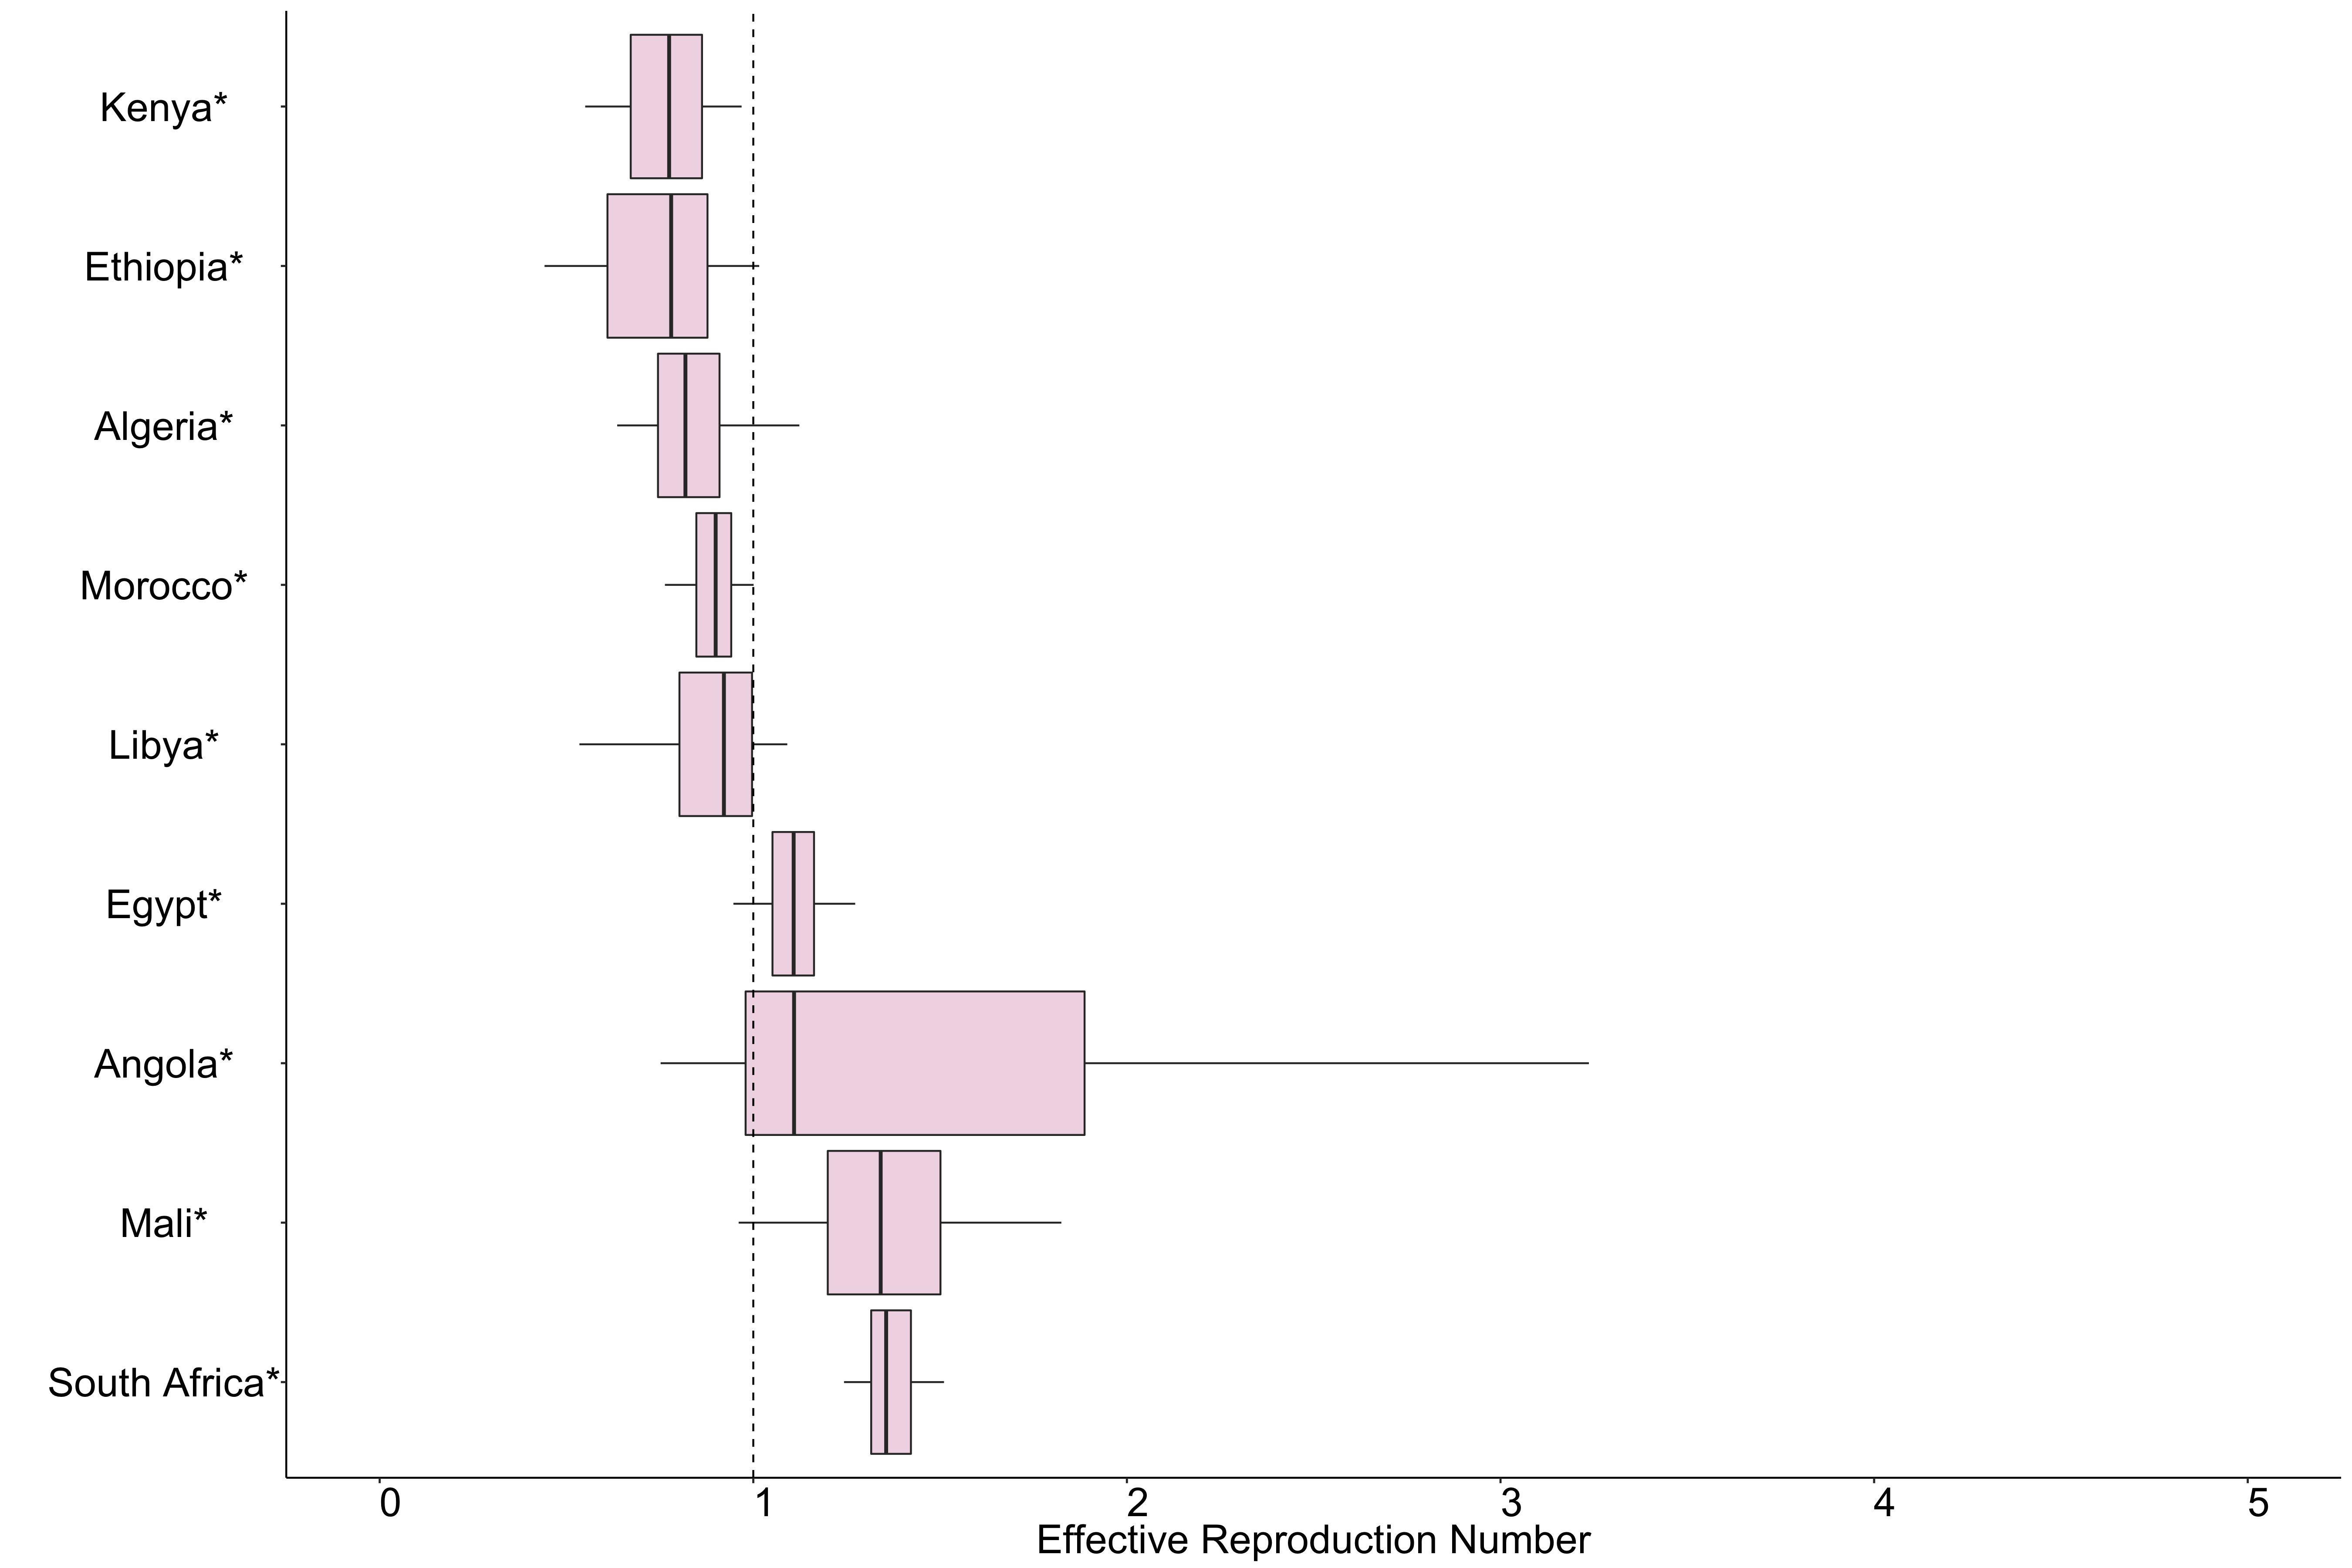 Kenya*
Ethiopia*
Algeria*
Morocco*
Libya*
Egypt*
Angola*
Mali*
South Africa*
0 1 2 3 4 5
Effective Reproduction Number